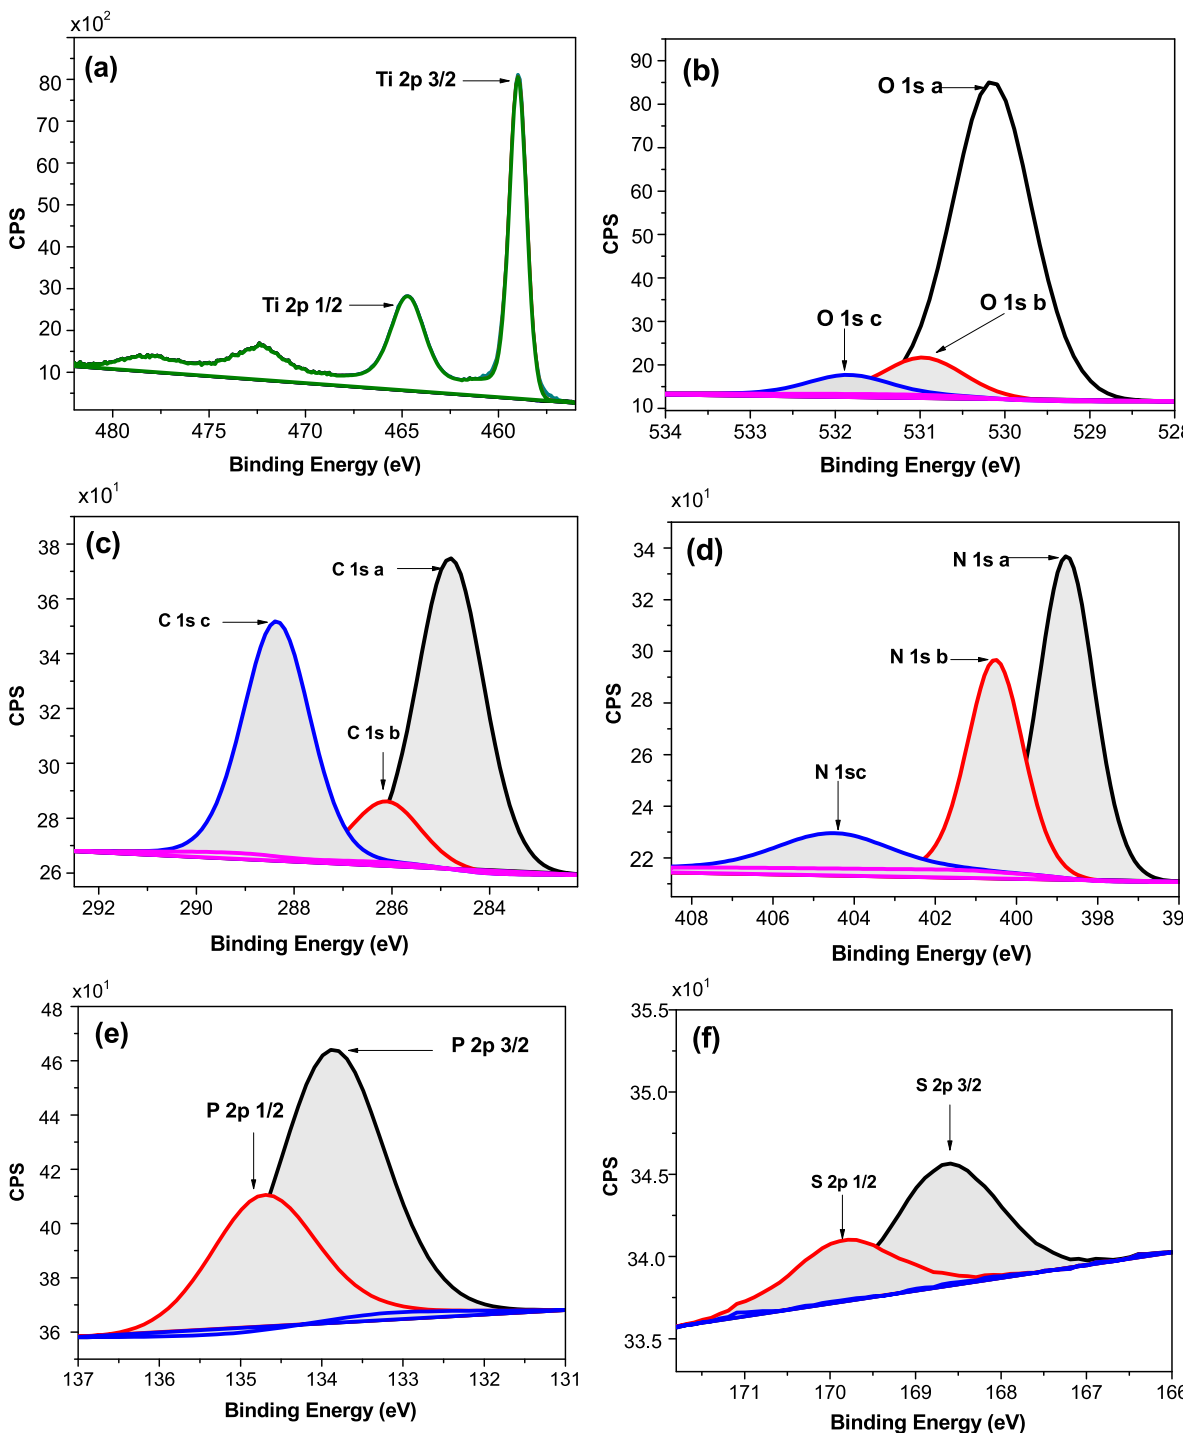 x10²
(a)
Ti 2p 3/2
Ti 2p 1/2
80
60
70
60
50
40
30
20
10
CPS
480 475 470 465 460
Binding Energy (eV)
(b)
O 1s a
O 1s b
O 1s c
90
85
70
60
50
40
30
20
10
CPS
534 533 532 531 530 529 528
Binding Energy (eV)
x10¹
(c)
C 1s a
C 1s c
C 1s b
38
36
34
32
30
28
26
CPS
292 290 288 286 284
Binding Energy (eV)
x10¹
(d)
N 1s a
N 1s b
N 1sc
34
32
30
28
26
24
22
CPS
408 406 404 402 400 398 39
Binding Energy (eV)
x10¹
(e)
P 2p 3/2
P 2p 1/2
48
46
44
42
40
38
36
CPS
137 136 135 134 133 132 131
Binding Energy (eV)
x10¹
(f)
S 2p 3/2
S 2p 1/2
35.5
35.0
34.5
34.0
33.5
CPS
171 170 169 168 167 166
Binding Energy (eV)